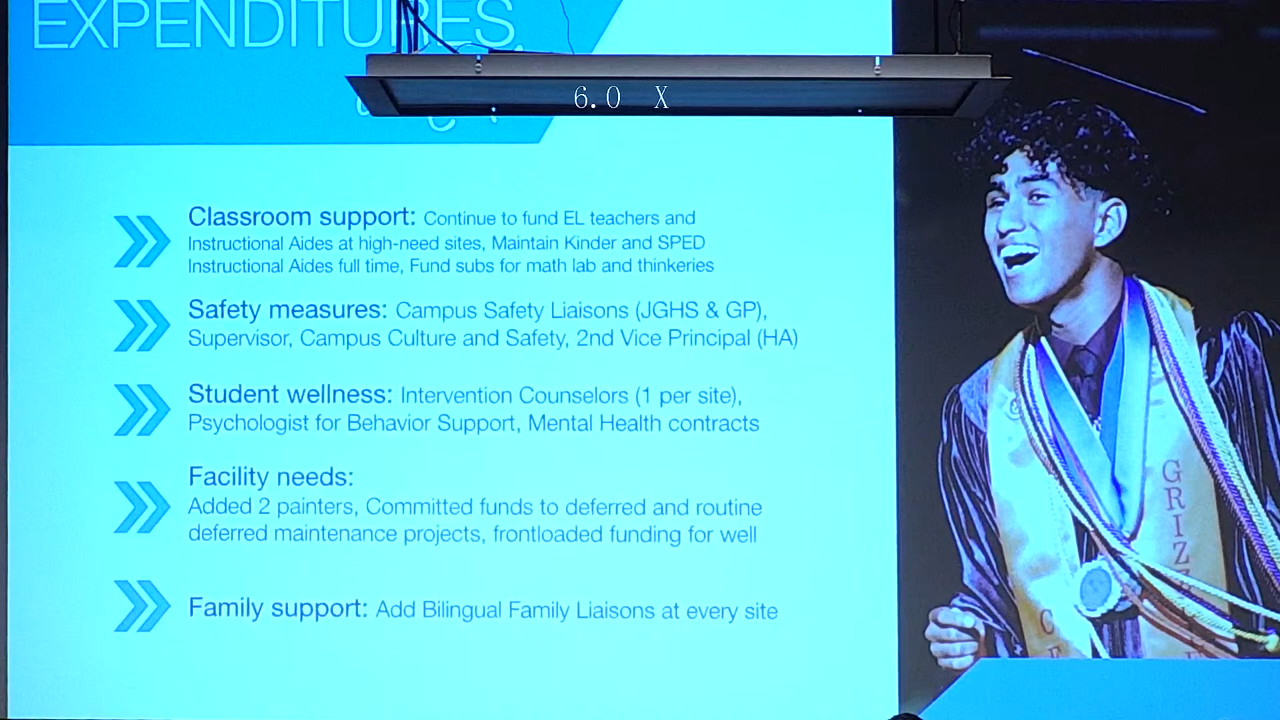 EXPENDITURES,
6.0 X
Classroom support: Continue to fund EL teachers and
Instructional Aides at high-need sites, Maintain Kinder and SPED
Instructional Aides full time, Fund subs for math lab and thinkeries
Safety measures: Campus Safety Liaisons (JGHS & GP),
Supervisor, Campus Culture and Safety, 2nd Vice Principal (HA)
Student wellness: Intervention Counselors (1 per site),
Psychologist for Behavior Support, Mental Health contracts
Facility needs:
Added 2 painters, Committed funds to deferred and routine
deferred maintenance projects, frontloaded funding for well
Family support: Add Bilingual Family Liaisons at every site